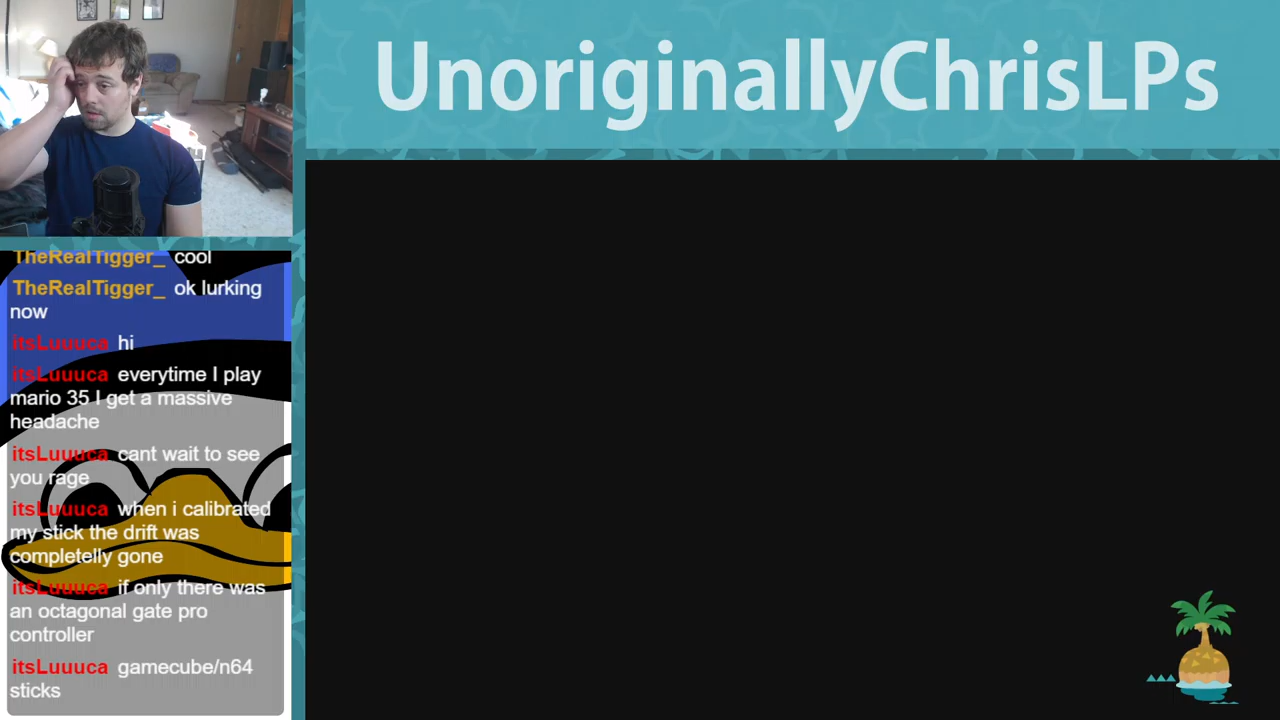 UnoriginallyChrisLPs
TheRealTigger_ cool
TheRealTigger_ ok lurking
now
itsLuuuca hi
itsLuuuca everytime I play
mario 35 I get a massive
headache
itsLuuuca cant wait to see
you rage
itsLuuuca when i calibrated
my stick the drift was
completelly gone
itsLuuuca if only there was
an octagonal gate pro
controller
itsLuuuca gamecube/n64
sticks